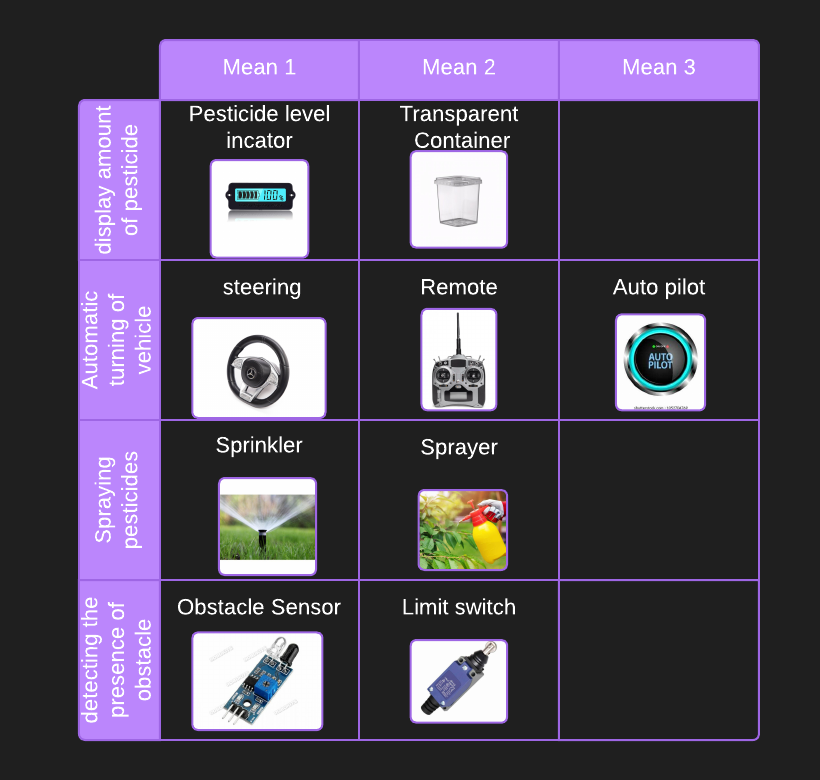 Mean 1
Mean 2
Mean 3
display amount
of pesticide
Pesticide level
incator
100%
Transparent
Container
Automatic
turning of
vehicle
steering
Remote
Auto pilot
AUTO
PILOT
Spraying
pesticides
Sprinkler
Sprayer
detecting the
presence of
obstacle
Obstacle Sensor
Limit switch